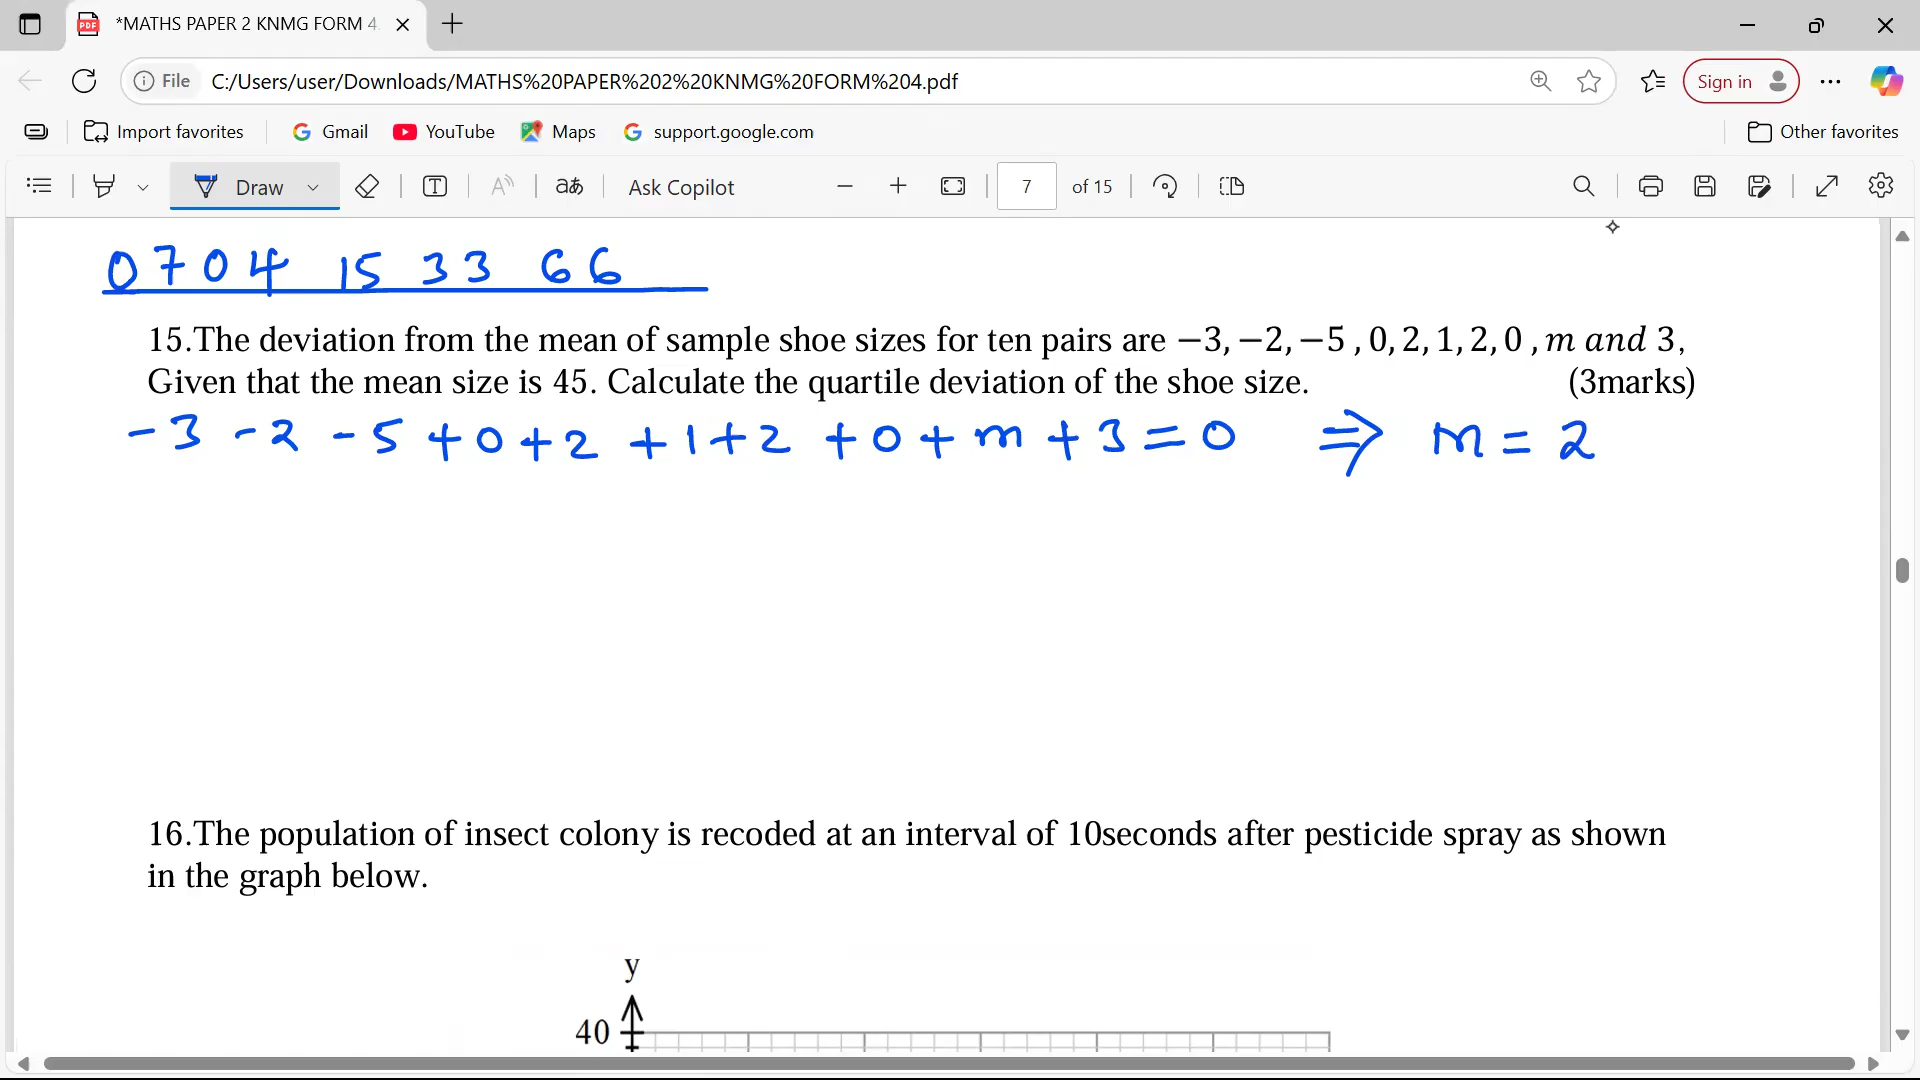 *MATHS PAPER 2 KNMG FORM 4.
File C:/Users/user/Downloads/MATHS%20PAPER%202%20KNMG%20FORM%204.pdf Sign in
Import favorites Gmail YouTube Maps support.google.com Other favorites
Draw Ask Copilot 7 of 15
0704 15 33 66
15.The deviation from the mean of sample shoe sizes for ten pairs are −3, −2, −5 , 0, 2, 1, 2, 0 , m and 3,
Given that the mean size is 45. Calculate the quartile deviation of the shoe size. (3marks)
-3 -2 -5 +0 +2 +1 +2 +0 + m + 3 = 0 ⇒ m = 2
16.The population of insect colony is recoded at an interval of 10seconds after pesticide spray as shown
in the graph below.
y
40